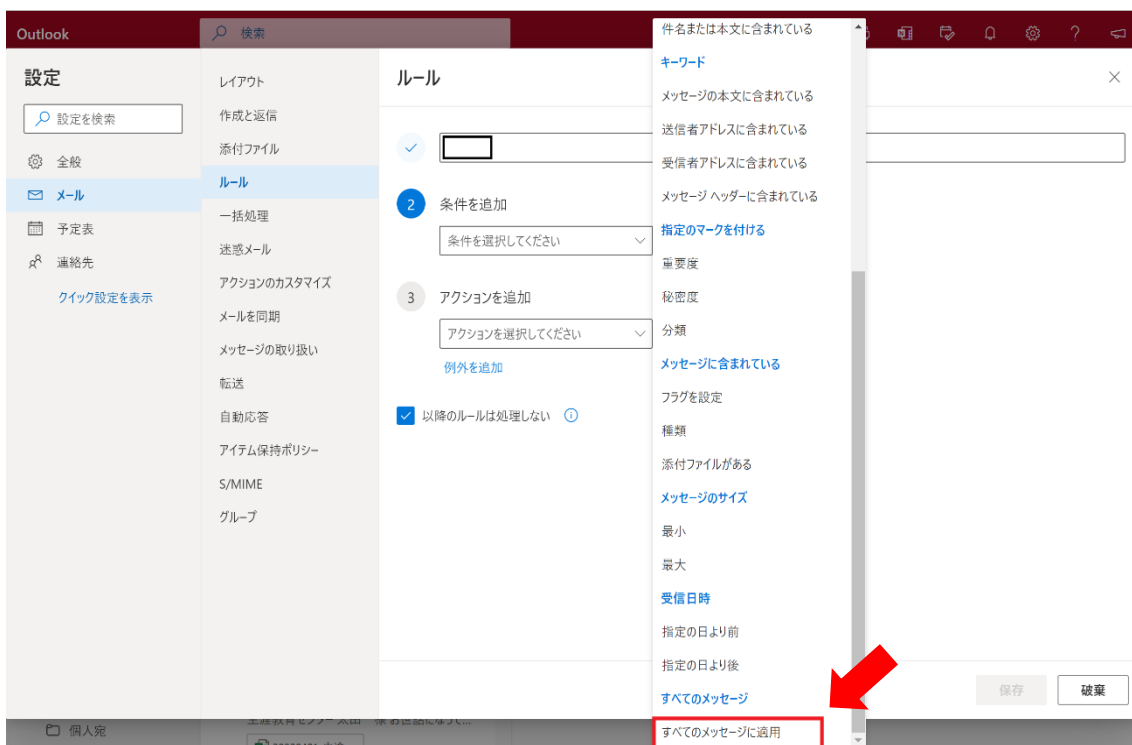 Outlook
検索
設定
設定を検索
全般
メール
予定表
連絡先
クイック設定を表示
レイアウト
作成と返信
添付ファイル
ルール
一括処理
迷惑メール
アクションのカスタマイズ
メールを同期
メッセージの取り扱い
転送
自動応答
アイテム保持ポリシー
S/MIME
グループ
ルール
2 条件を追加
条件を選択してください
3 アクションを追加
アクションを選択してください
例外を追加
以降のルールは処理しない
件名または本文に含まれている
キーワード
メッセージの本文に含まれている
送信者アドレスに含まれている
受信者アドレスに含まれている
メッセージ ヘッダーに含まれている
指定のマークを付ける
重要度
秘密度
分類
メッセージに含まれている
フラグを設定
種類
添付ファイルがある
メッセージのサイズ
最小
最大
受信日時
指定の日より前
指定の日より後
すべてのメッセージ
すべてのメッセージに適用
保存
破棄
個人宛